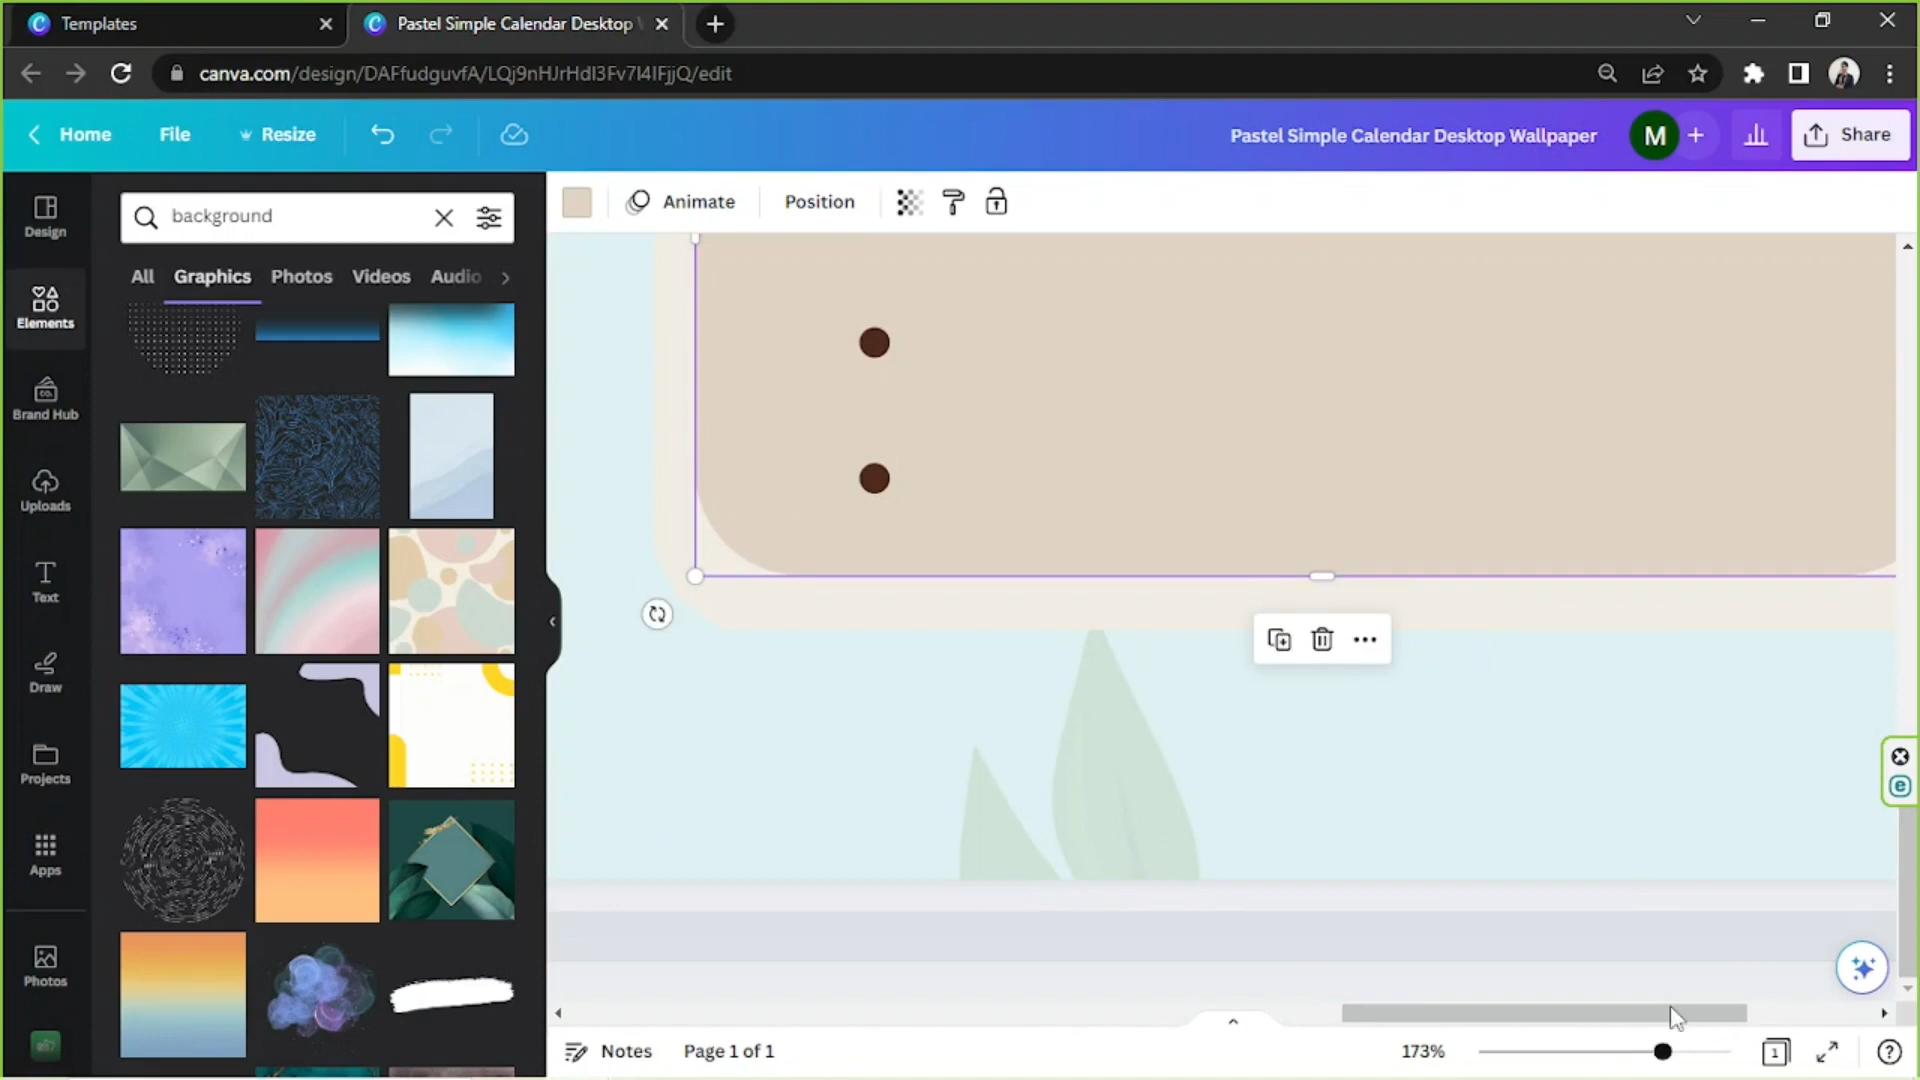 Templates
Pastel Simple Calendar Desktop
canva.com/design/DAFfudguvfA/LQj9nHJrHdI3Fv7I4IFjjQ/edit
Home
File
Resize
Pastel Simple Calendar Desktop Wallpaper
M
Share
Design
Elements
Brand Hub
Uploads
Text
Draw
Projects
Apps
Photos
background
All
Graphics
Photos
Videos
Audio
Animate
Position
Notes
Page 1 of 1
173%
1